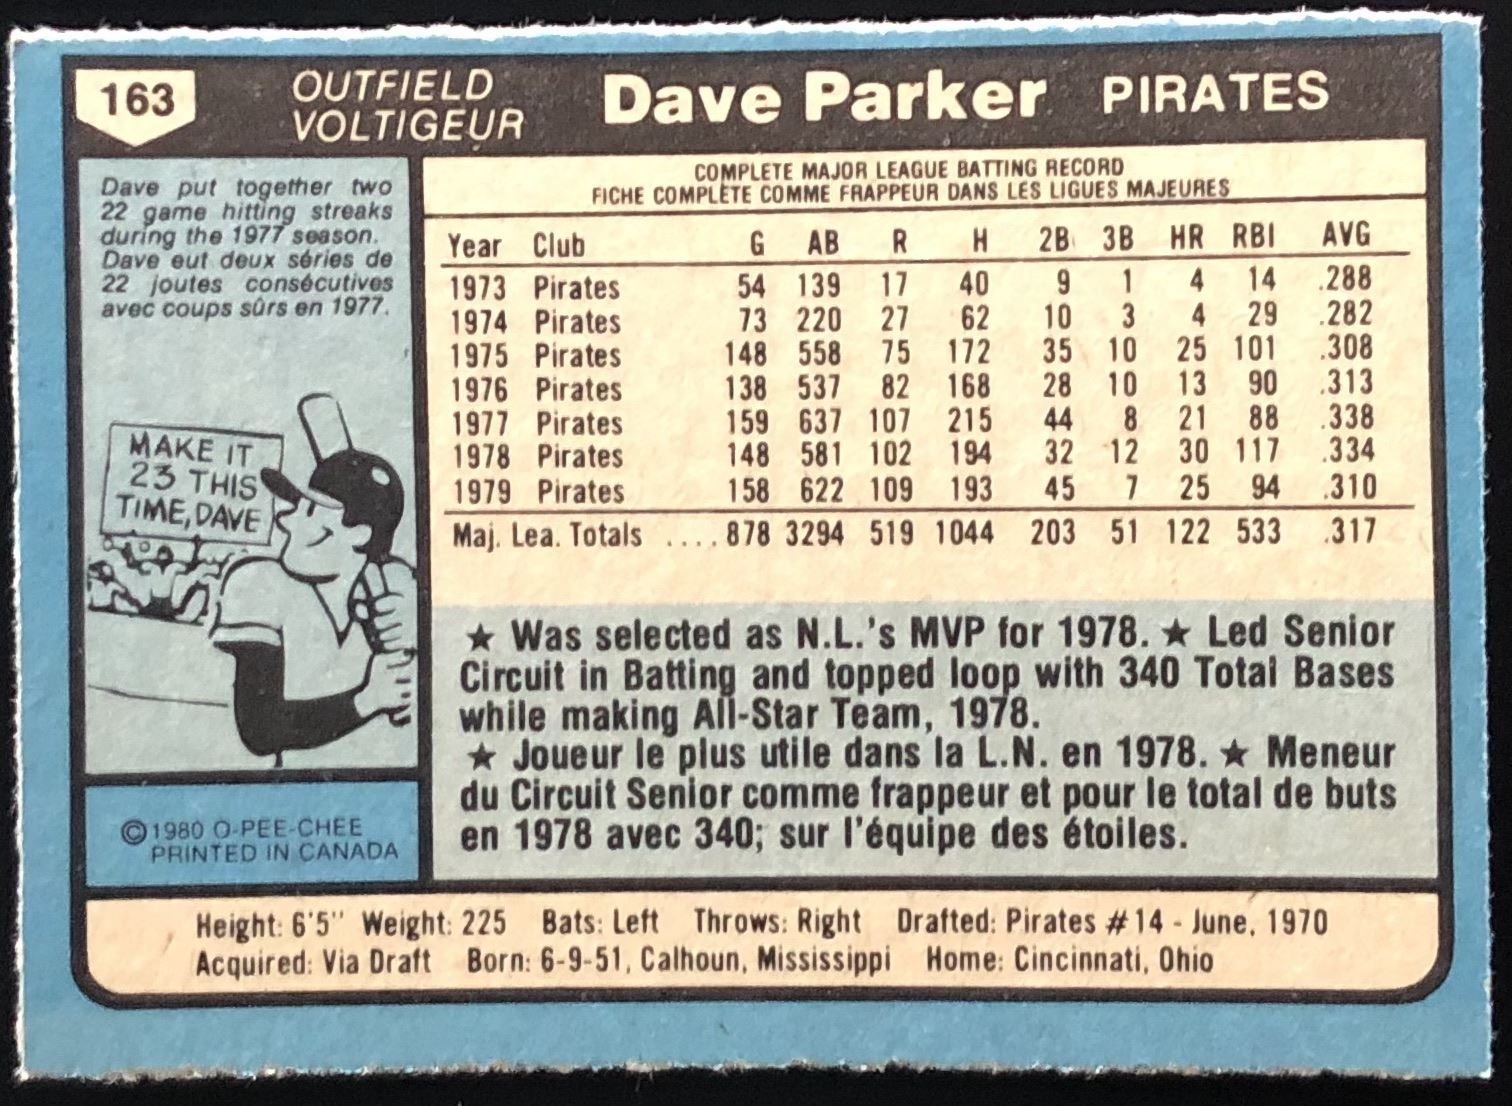 163 OUTFIELD Dave Parker PIRATES
VOLTIGEUR
Dave put together two
22 game hitting streaks
during the 1977 season.
Dave eut deux séries de
22 joutes consécutives
avec coups sûrs en 1977.
MAKE IT
23 THIS
TIME, DAVE
©1980 O-PEE-CHEE
PRINTED IN CANADA
COMPLETE MAJOR LEAGUE BATTING RECORD
FICHE COMPLÈTE COMME FRAPPEUR DANS LES LIGUES MAJEURES
Year Club G AB R H 2B 3B HR RBI AVG
1973 Pirates 54 139 17 40 9 1 4 14 .288
1974 Pirates 73 220 27 62 10 3 4 29 .282
1975 Pirates 148 558 75 172 35 10 25 101 .308
1976 Pirates 138 537 82 168 28 10 13 90 .313
1977 Pirates 159 637 107 215 44 8 21 88 .338
1978 Pirates 148 581 102 194 32 12 30 117 .334
1979 Pirates 158 622 109 193 45 7 25 94 .310
Maj. Lea. Totals ....878 3294 519 1044 203 51 122 533 .317
★ Was selected as N.L.'s MVP for 1978. ★ Led Senior
Circuit in Batting and topped loop with 340 Total Bases
while making All-Star Team, 1978.
★ Joueur le plus utile dans la L.N. en 1978. ★ Meneur
du Circuit Senior comme frappeur et pour le total de buts
en 1978 avec 340; sur l'équipe des étoiles.
Height: 6'5" Weight: 225 Bats: Left Throws: Right Drafted: Pirates #14 - June, 1970
Acquired: Via Draft Born: 6-9-51, Calhoun, Mississippi Home: Cincinnati, Ohio